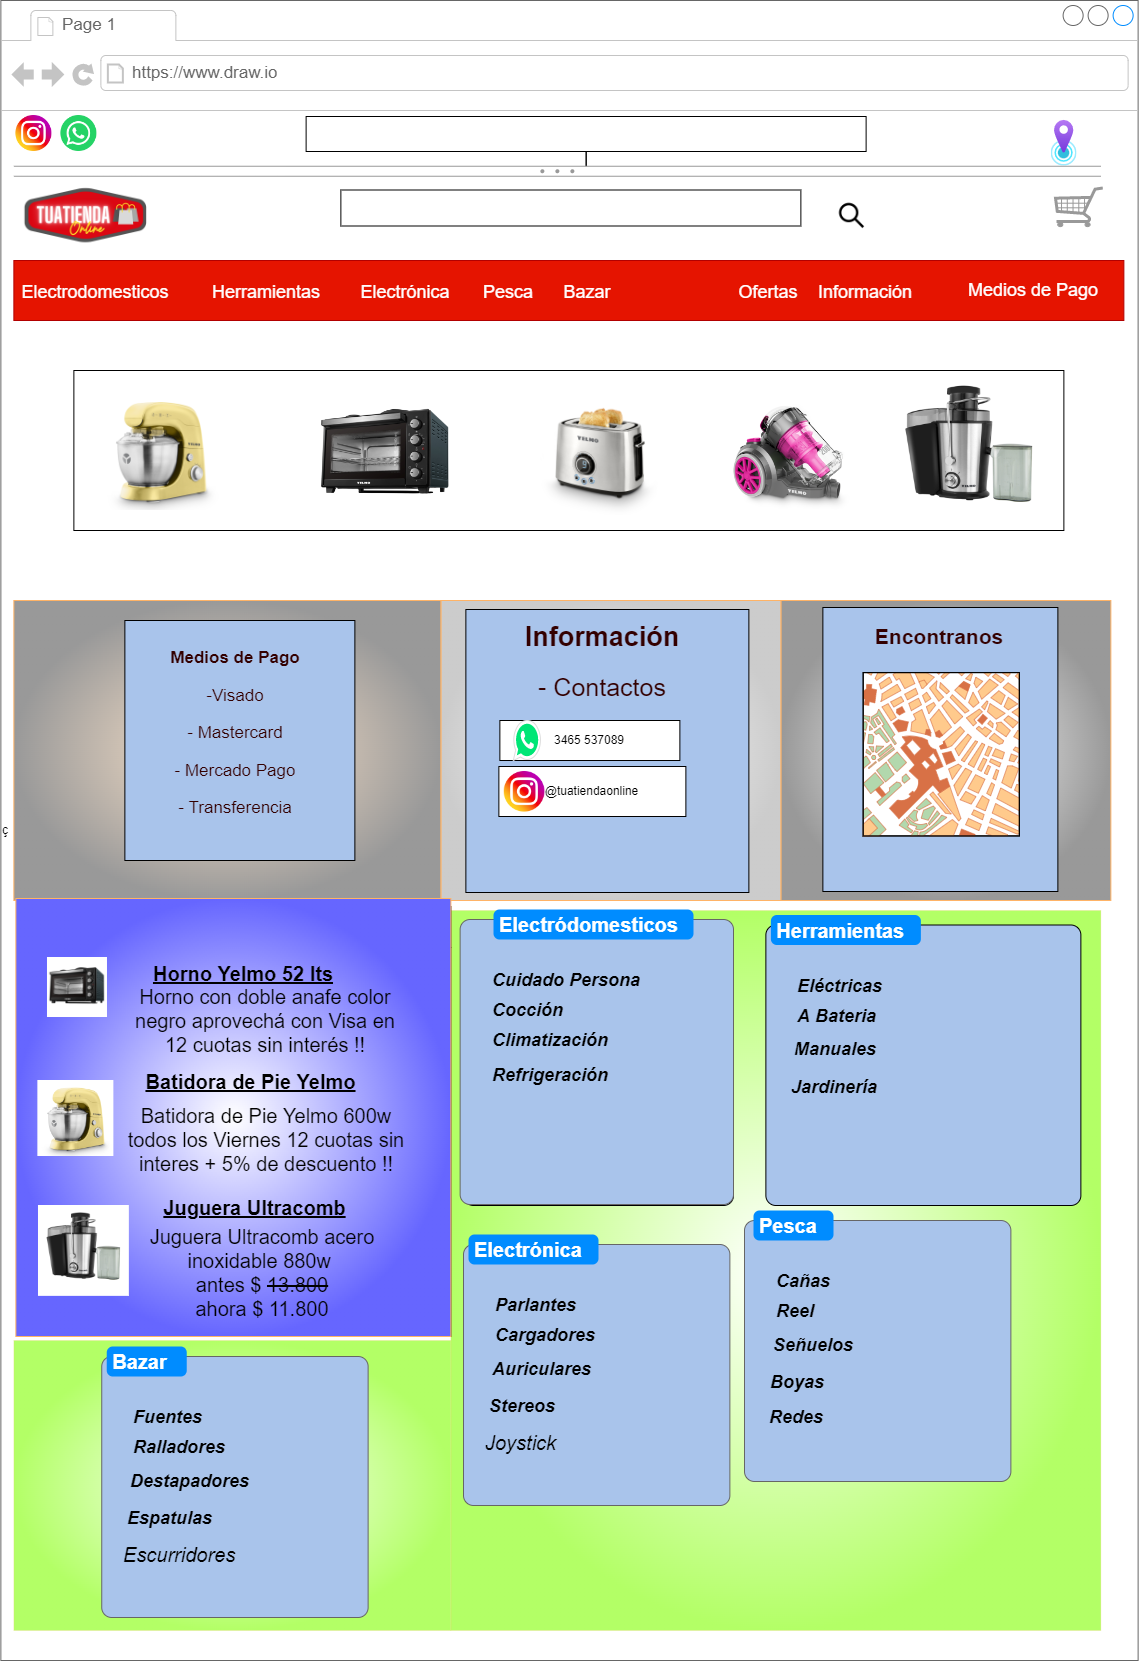 Page 1
https://www.draw.io
TUATIENDA
Online
Electrodomesticos
Herramientas
Electrónica
Pesca
Bazar
Ofertas
Información
Medios de Pago
YELMO
YELMO
YELMO
Medios de Pago
-Visado
- Mastercard
- Mercado Pago
- Transferencia
Información
- Contactos
3465 537089
@tuatiendaonline
Encontranos
ç
Horno Yelmo 52 lts
Horno con doble anafe color
negro aprovechá con Visa en
12 cuotas sin interés !!
Batidora de Pie Yelmo
Batidora de Pie Yelmo 600w
todos los Viernes 12 cuotas sin
interes + 5% de descuento !!
Juguera Ultracomb
Juguera Ultracomb acero
inoxidable 880w
antes $ 13.800
ahora $ 11.800
Electródomesticos
Cuidado Persona
Cocción
Climatización
Refrigeración
Herramientas
Eléctricas
A Bateria
Manuales
Jardinería
Electrónica
Parlantes
Cargadores
Auriculares
Stereos
Joystick
Pesca
Cañas
Reel
Señuelos
Boyas
Redes
Bazar
Fuentes
Ralladores
Destapadores
Espatulas
Escurridores